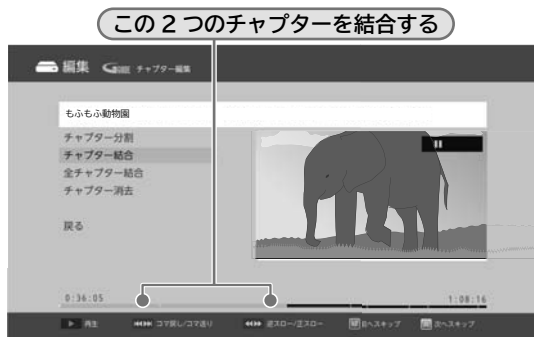 この 2 つのチャプターを結合する
編集 GGUIDE チャプター編集
もふもふ動物園
チャプター分割
チャプター結合
全チャプター結合
チャプター消去
戻る
0:36:05 1:08:16
再生 コマ戻し/コマ送り 逆スロー/正スロー 前へスキップ 次へスキップ